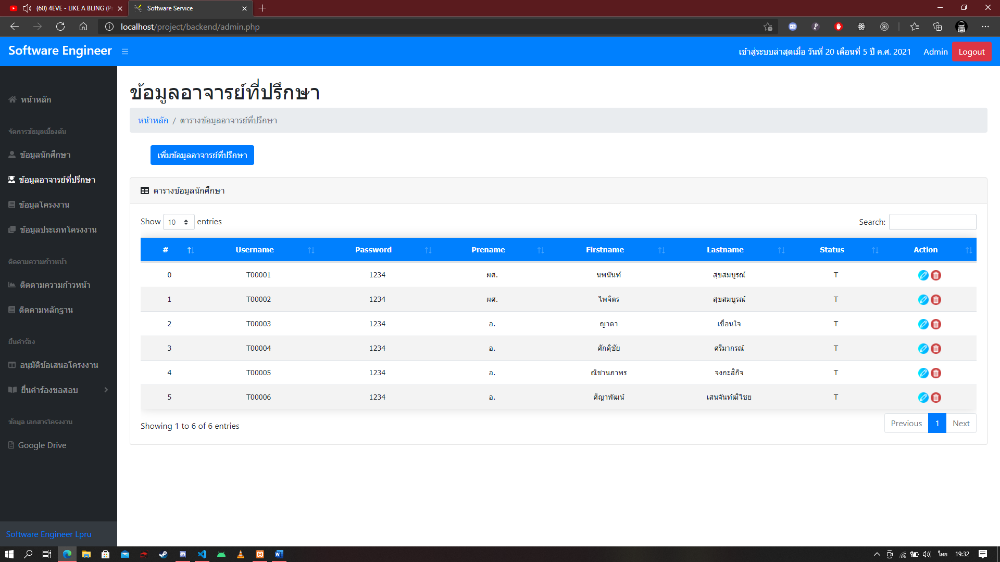 (60) 4EVE - LIKE A BLING (P
Software Service
localhost/project/backend/admin.php
Software Engineer
เข้าสู่ระบบล่าสุดเมื่อ วันที่ 20 เดือนที่ 5 ปี ค.ศ. 2021
Admin
Logout
หน้าหลัก
จัดการข้อมูลเบื้องต้น
ข้อมูลนักศึกษา
ข้อมูลอาจารย์ที่ปรึกษา
ข้อมูลโครงงาน
ข้อมูลประเภทโครงงาน
ติดตามความก้าวหน้า
ติดตามความก้าวหน้า
ติดตามหลักฐาน
ยื่นคำร้อง
อนุมัติข้อเสนอโครงงาน
ยื่นคำร้องขอสอบ
ข้อมูล เอกสารโครงงาน
Google Drive
Software Engineer Lpru
ข้อมูลอาจารย์ที่ปรึกษา
หน้าหลัก / ตารางข้อมูลอาจารย์ที่ปรึกษา
เพิ่มข้อมูลอาจารย์ที่ปรึกษา
ตารางข้อมูลนักศึกษา
Show 10 entries
Search:
# Username Password Prename Firstname Lastname Status Action
0 T00001 1234 ผศ. นพนันท์ สุขสมบูรณ์ T
1 T00002 1234 ผศ. ไพจิตร สุขสมบูรณ์ T
2 T00003 1234 อ. ญาดา เขื่อนใจ T
3 T00004 1234 อ. ศักดิ์ชัย ศรีมากรณ์ T
4 T00005 1234 อ. ณิชานภาพร จงกะสิกิจ T
5 T00006 1234 อ. ศิญาพัฒน์ เสนจันท์ฒิไชย T
Showing 1 to 6 of 6 entries
Previous 1 Next
ไทย 19:32